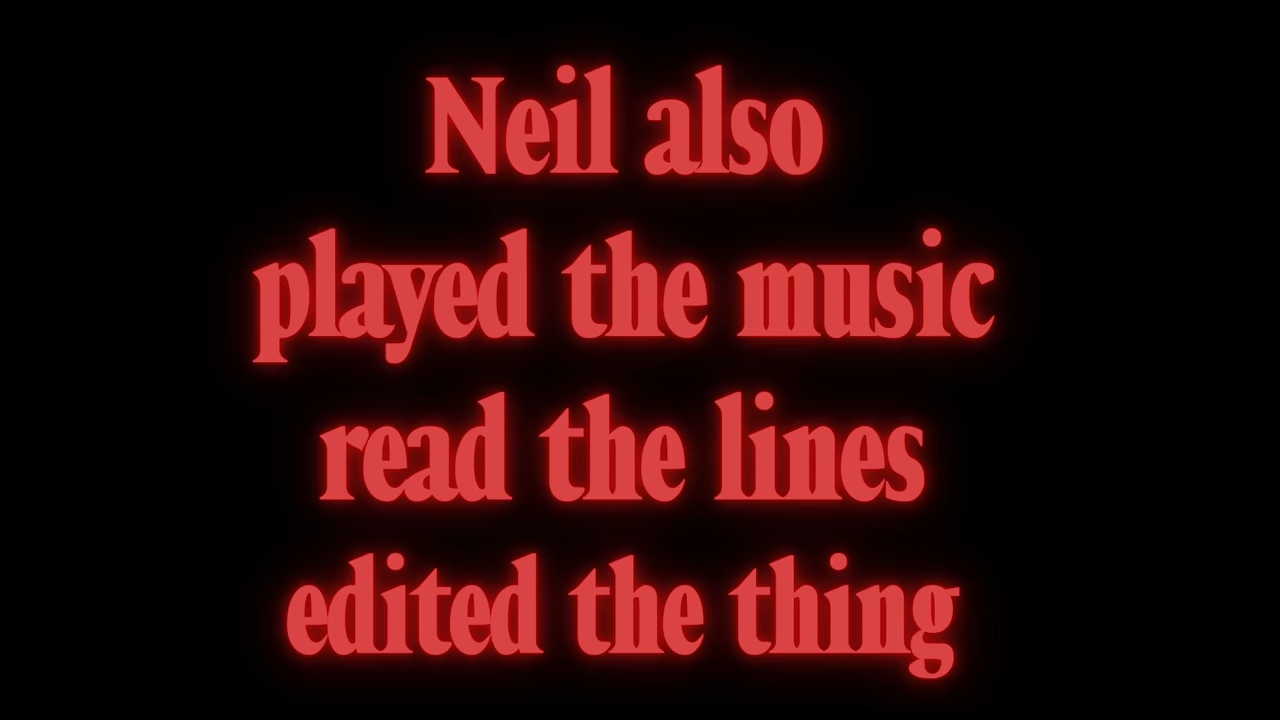 Neil also
played the music
read the lines
edited the thing